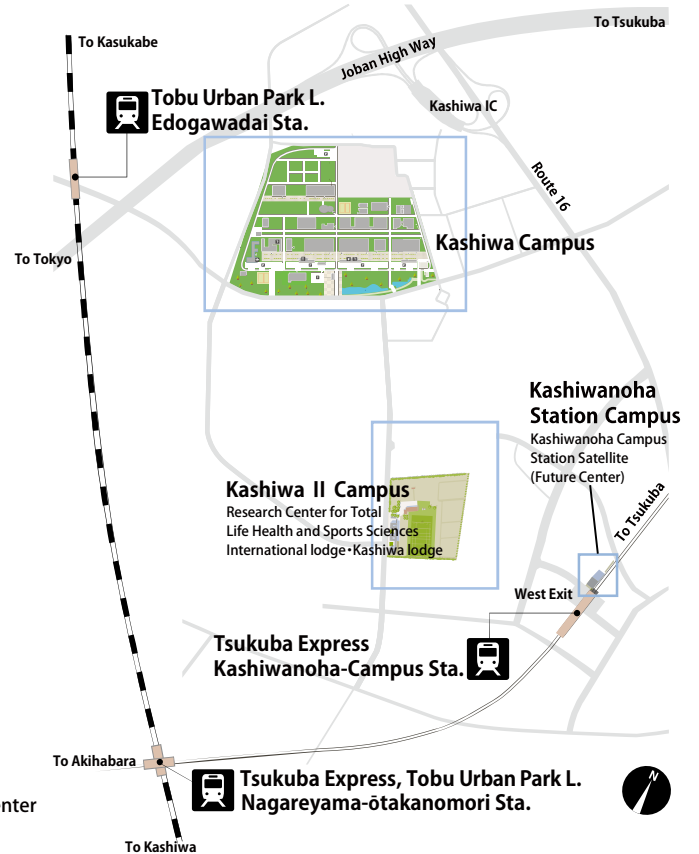 To Tsukuba
To Kasukabe
Joban High Way
Tobu Urban Park L.
Edogawadai Sta.
Kashiwa IC
Route 16
Kashiwa Campus
To Tokyo
Kashiwanoha
Station Campus
Kashiwanoha Campus
Station Satellite
(Future Center)
Kashiwa II Campus
Research Center for Total
Life Health and Sports Sciences
International lodge・Kashiwa lodge
To Tsukuba
West Exit
Tsukuba Express
Kashiwanoha-Campus Sta.
To Akihabara
Tsukuba Express, Tobu Urban Park L.
Nagareyama-ōtakanomori Sta.
N
enter
To Kashiwa